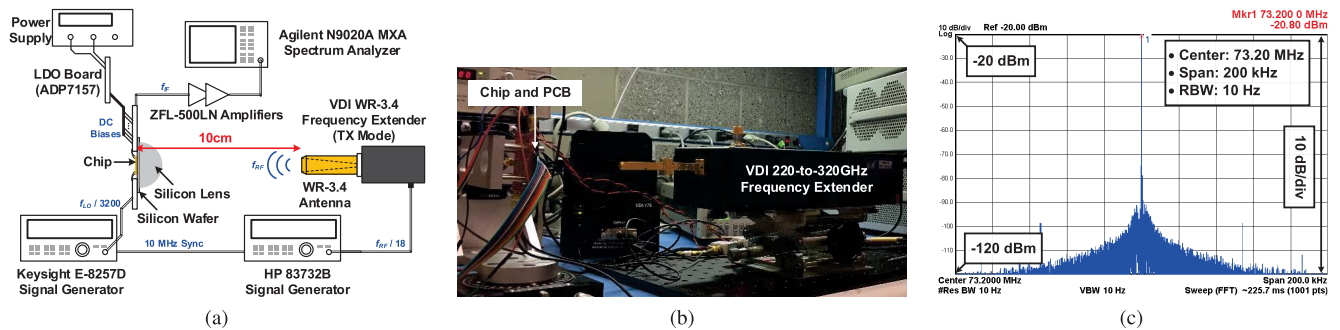 Power
Supply
Agilent N9020A MXA
Spectrum Analyzer
LDO Board
(ADP7157)
fIF
ZFL-500LN Amplifiers
VDI WR-3.4
Frequency Extender
(TX Mode)
DC
Biases
10cm
Chip
fRF
Silicon Lens
WR-3.4
Antenna
fLO / 3200
Silicon Wafer
10 MHz Sync
fRF / 18
Keysight E-8257D
Signal Generator
HP 83732B
Signal Generator
(a)
Chip and PCB
VDI 220-to-320GHz
Frequency Extender
(b)
Mkr1 73.200 0 MHz
-20.80 dBm
10 dB/div
Log
Ref -20.00 dBm
1
-20 dBm
• Center: 73.20 MHz
• Span: 200 kHz
• RBW: 10 Hz
-30.0
-40.0
-50.0
-60.0
-70.0
-80.0
-90.0
-100
-110
10 dB/div
-120 dBm
Center 73.2000 MHz
Span 200.0 kHz
#Res BW 10 Hz
VBW 10 Hz
Sweep (FFT) ~225.7 ms (1001 pts)
(c)